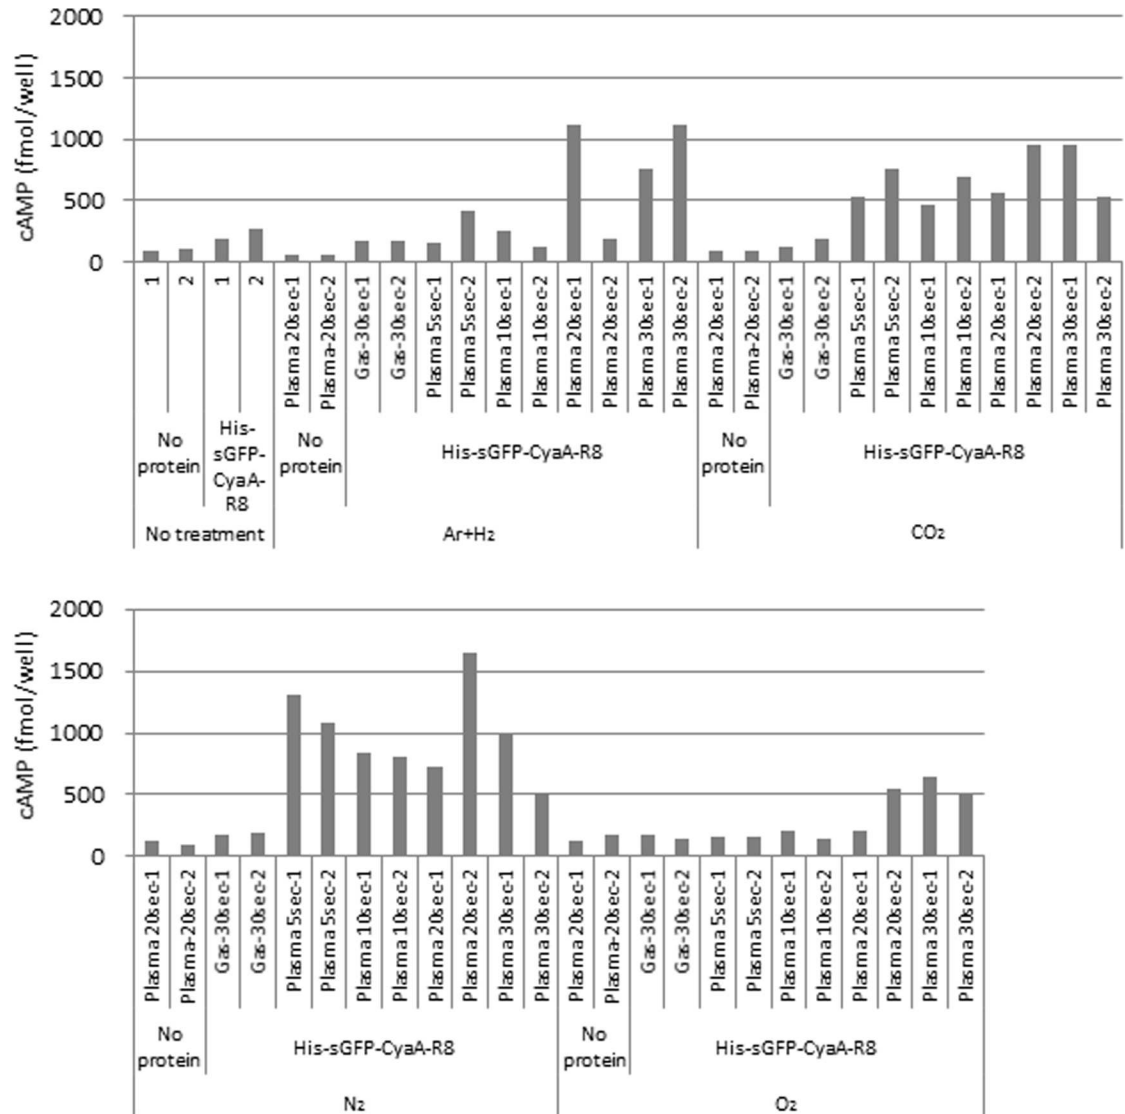 2000
1500
1000
500
0
cAMP (fmol/well)
1
2
1
2
Plasma 20sec-1
Plasma-20sec-2
Gas-30sec-1
Gas-30sec-2
Plasma 5sec-1
Plasma 5sec-2
Plasma 10sec-1
Plasma 10sec-2
Plasma 20sec-1
Plasma 20sec-2
Plasma 30sec-1
Plasma 30sec-2
Plasma 20sec-1
Plasma-20sec-2
Gas-30sec-1
Gas-30sec-2
Plasma 5sec-1
Plasma 5sec-2
Plasma 10sec-1
Plasma 10sec-2
Plasma 20sec-1
Plasma 20sec-2
Plasma 30sec-1
Plasma 30sec-2
No
protein
His-
sGFP-
CyaA-
R8
No
protein
His-sGFP-CyaA-R8
No
protein
His-sGFP-CyaA-R8
No treatment
Ar+H₂
CO₂
2000
1500
1000
500
0
cAMP (fmol/well)
Plasma 20sec-1
Plasma-20sec-2
Gas-30sec-1
Gas-30sec-2
Plasma 5sec-1
Plasma 5sec-2
Plasma 10sec-1
Plasma 10sec-2
Plasma 20sec-1
Plasma 20sec-2
Plasma 30sec-1
Plasma 30sec-2
Plasma 20sec-1
Plasma-20sec-2
Gas-30sec-1
Gas-30sec-2
Plasma 5sec-1
Plasma 5sec-2
Plasma 10sec-1
Plasma 10sec-2
Plasma 20sec-1
Plasma 20sec-2
Plasma 30sec-1
Plasma 30sec-2
No
protein
His-sGFP-CyaA-R8
No
protein
His-sGFP-CyaA-R8
N₂
O₂